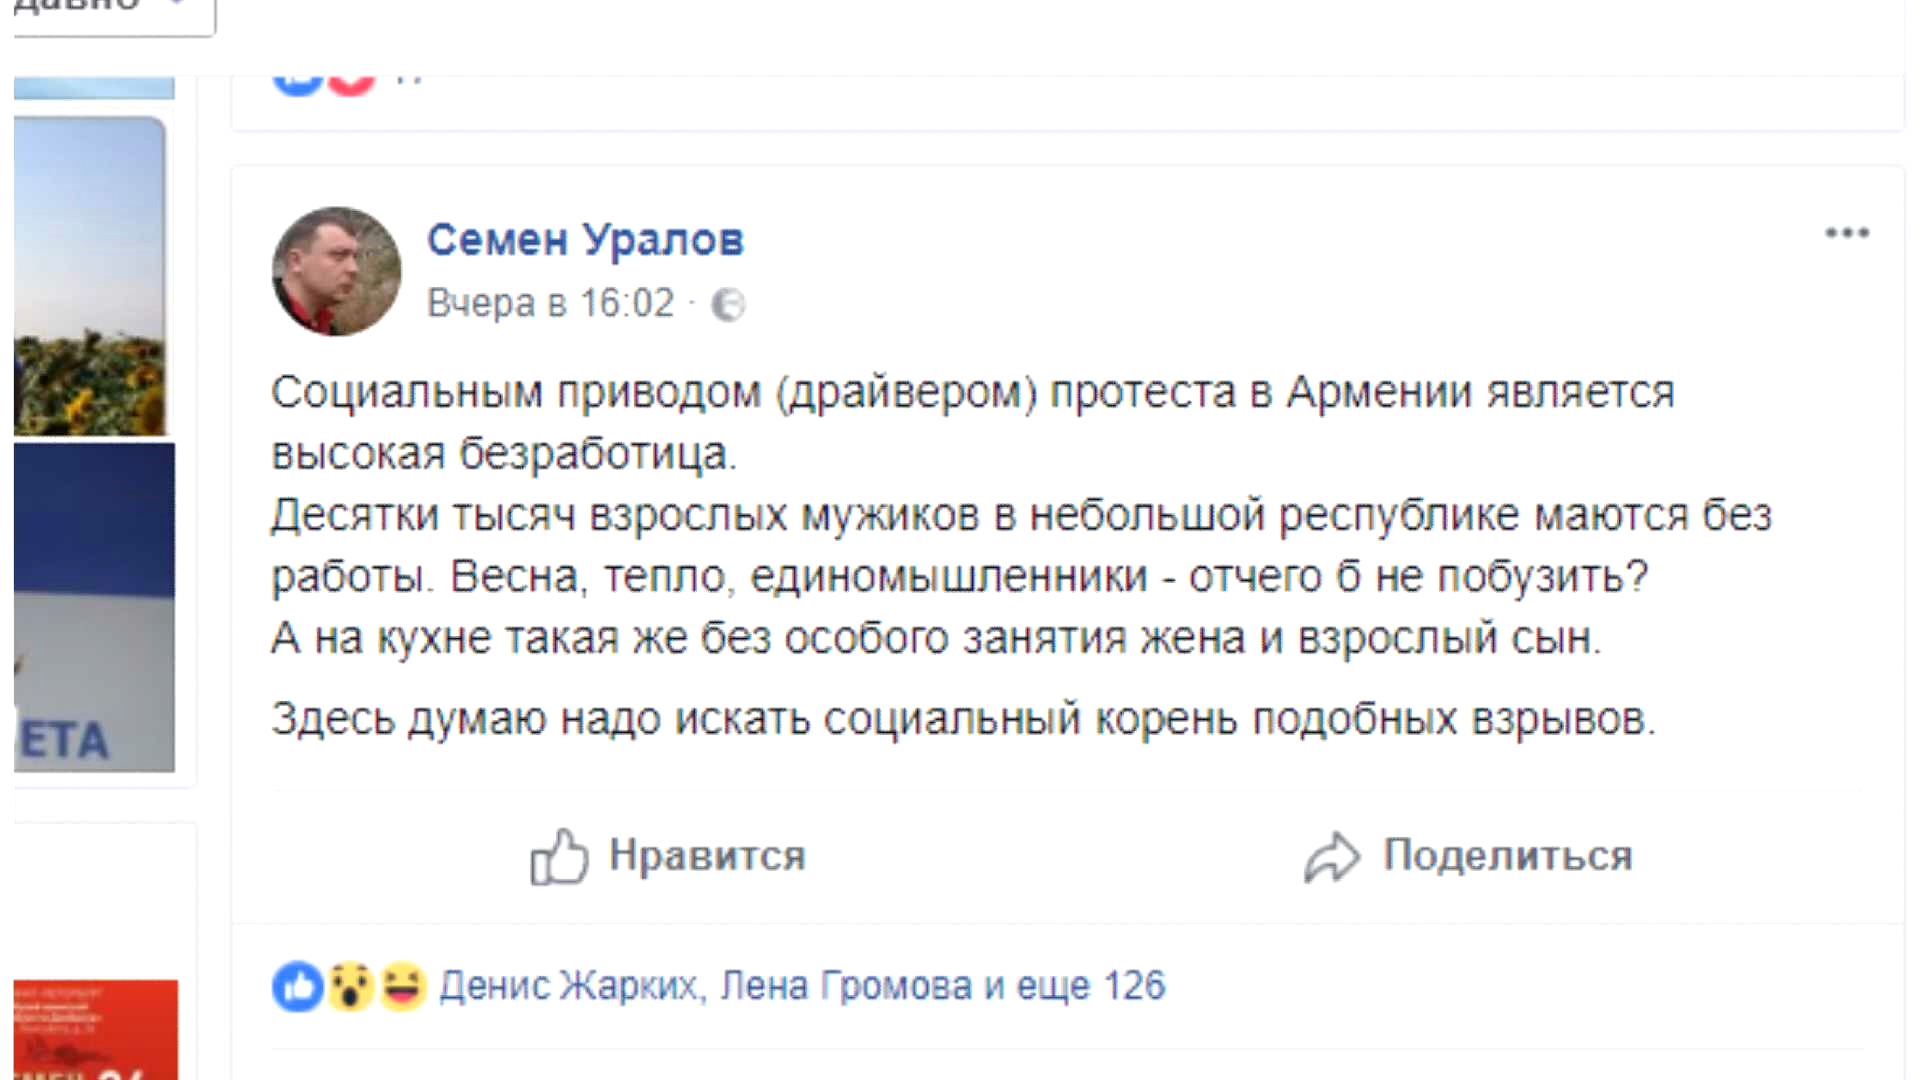 давно
Семен Уралов
Вчера в 16:02 ·
Социальным приводом (драйвером) протеста в Армении является
высокая безработица.
Десятки тысяч взрослых мужиков в небольшой республике маются без
работы. Весна, тепло, единомышленники - отчего б не побузить?
А на кухне такая же без особого занятия жена и взрослый сын.
Здесь думаю надо искать социальный корень подобных взрывов.
ЕТА
Нравится
Поделиться
Денис Жарких, Лена Громова и еще 126